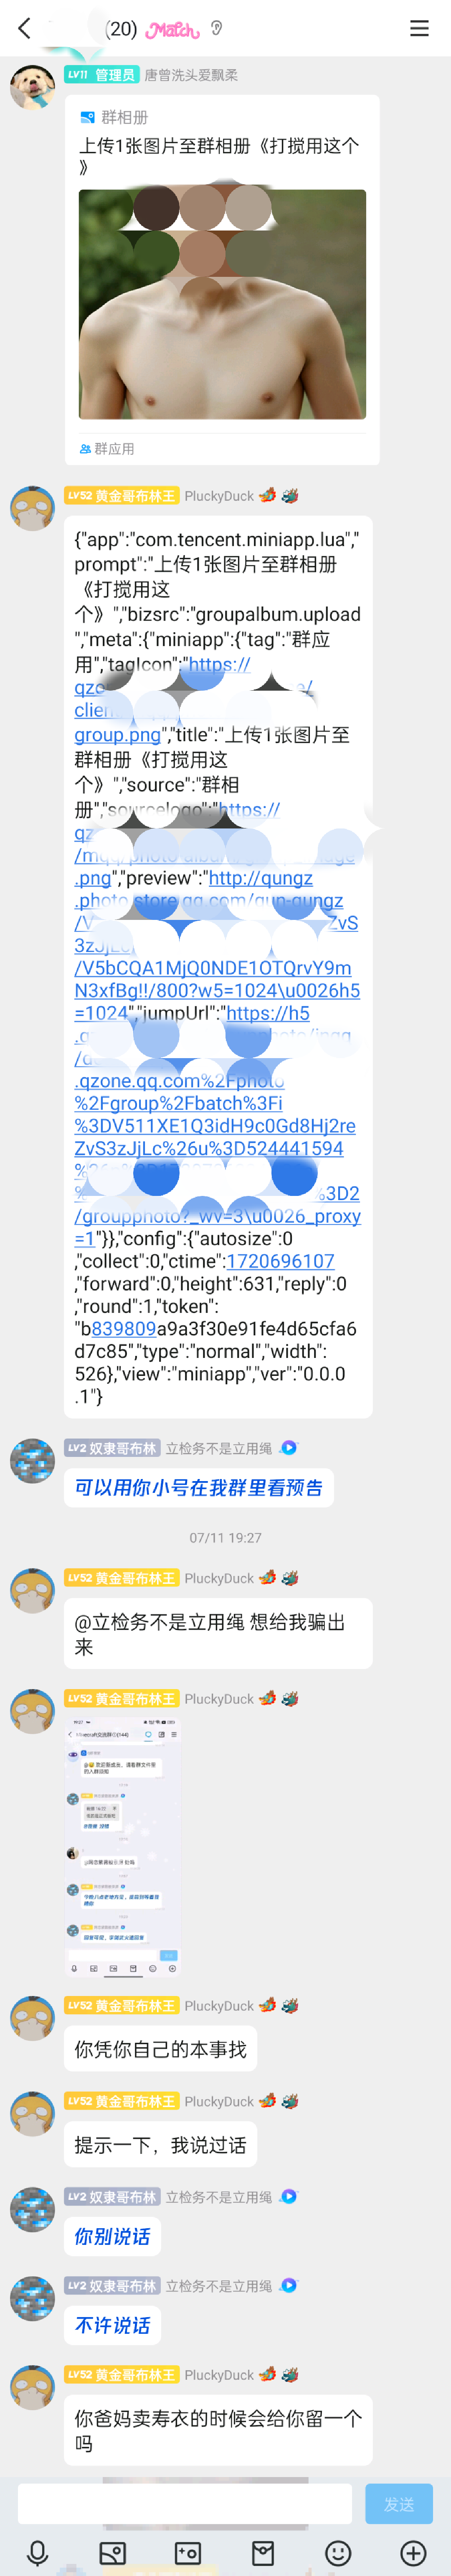 (20) Match
LV11 管理员 唐曾洗头爱飘柔
群相册
上传1张图片至群相册《打搅用这个
》
群应用
LV52 黄金哥布林王 PluckyDuck
{"app":"com.tencent.miniapp.lua","
prompt":"上传1张图片至群相册
《打搅用这
个》","bizsrc":"groupalbum.upload
","meta":{"miniapp":{"tag":"群应
用","tagIcon":"https://
qzo
clien
group.png","title":"上传1张图片至
群相册《打搅用这
个》","source":"群相
册","sourcelogo":"https://
qz
.png","preview":"http://qungz
.photo.store.qq.com/qun-qungz
/V ZvS
3zJjLc
/V5bCQA1MjQ0NDE1OTQrvY9m
N3xfBg!!/800?w5=1024\u0026h5
=1024","jumpUrl":"https://h5
.qzone.qq.com%2Fphoto
%2Fgroup%2Fbatch%3Fi
%3DV511XE1Q3idH9c0Gd8Hj2re
ZvS3zJjLc%26u%3D524441594
%3D2
/groupphoto?_wv=3\u0026_proxy
=1"}},"config":{"autosize":0
,"collect":0,"ctime":1720696107
,"forward":0,"height":631,"reply":0
,"round":1,"token":
"b839809a9a3f30e91fe4d65cfa6
d7c85","type":"normal","width":
526},"view":"miniapp","ver":"0.0.0
.1"}
LV2 奴隶哥布林 立检务不是立用绳
可以用你小号在我群里看预告
07/11 19:27
LV52 黄金哥布林王 PluckyDuck
@立检务不是立用绳 想给我骗出
来
LV52 黄金哥布林王 PluckyDuck
LV52 黄金哥布林王 PluckyDuck
你凭你自己的本事找
LV52 黄金哥布林王 PluckyDuck
提示一下，我说过话
LV2 奴隶哥布林 立检务不是立用绳
你别说话
LV2 奴隶哥布林 立检务不是立用绳
不许说话
LV52 黄金哥布林王 PluckyDuck
你爸妈卖寿衣的时候会给你留一个
吗
发送